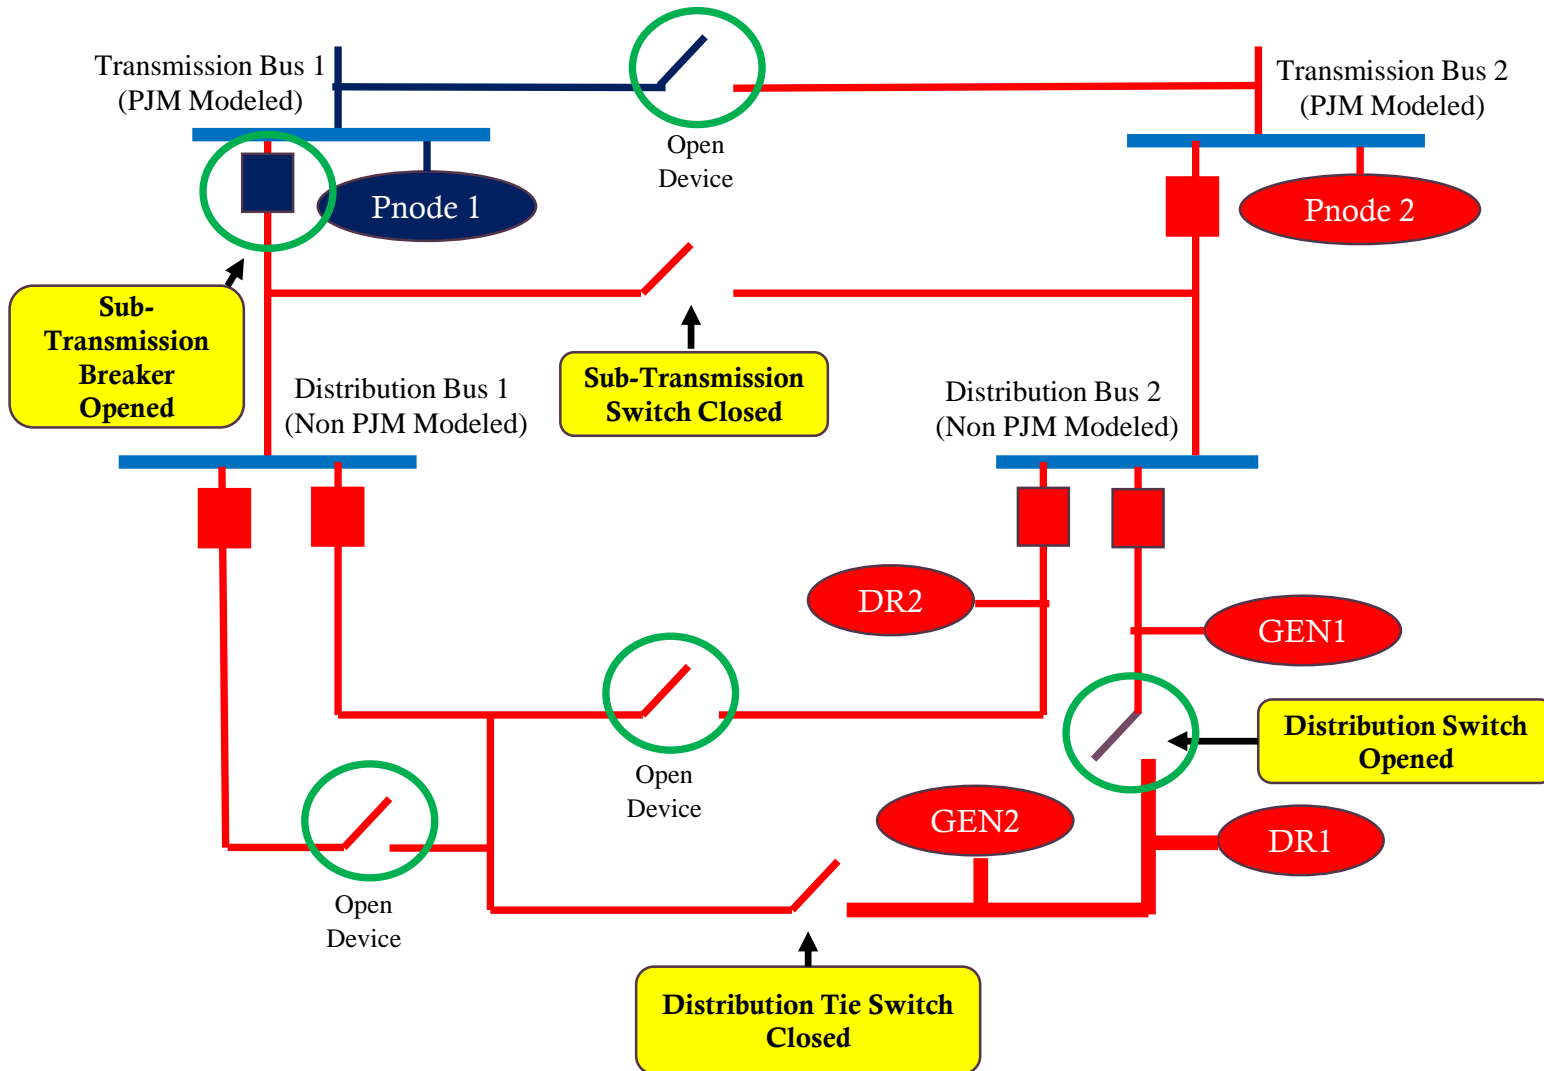 Transmission Bus 1
(PJM Modeled)
Open
Device
Transmission Bus 2
(PJM Modeled)
Pnode 1
Pnode 2
Sub-
Transmission
Breaker
Opened
Sub-Transmission
Switch Closed
Distribution Bus 1
(Non PJM Modeled)
Distribution Bus 2
(Non PJM Modeled)
DR2
GEN1
Distribution Switch
Opened
Open
Device
GEN2
DR1
Open
Device
Distribution Tie Switch
Closed